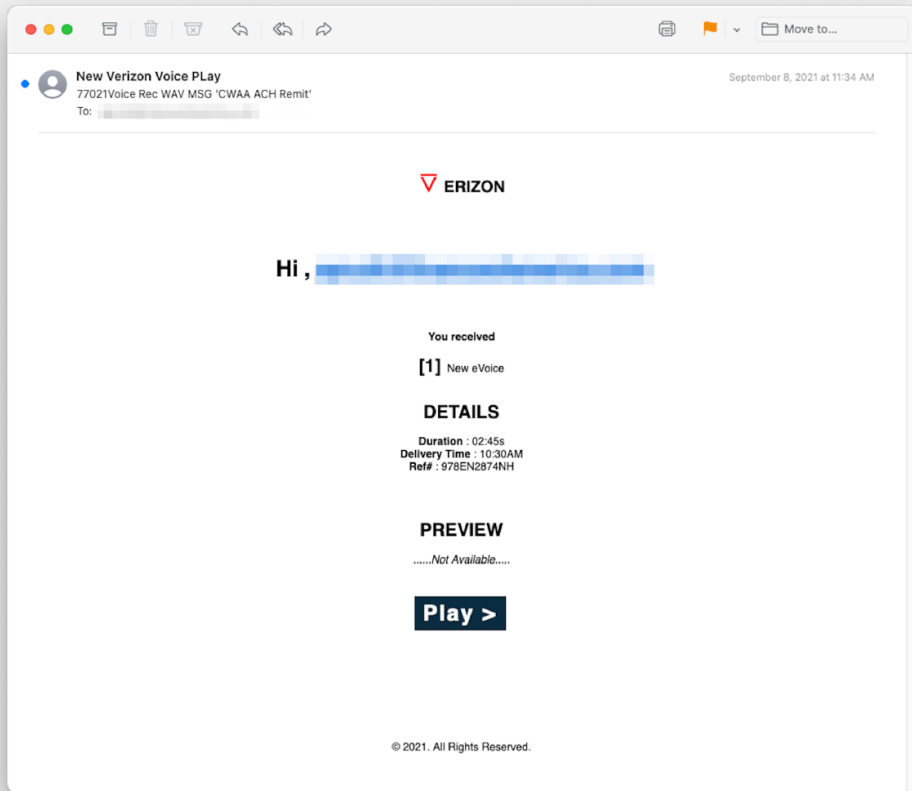 Move to...
New Verizon Voice PLay
September 8, 2021 at 11:34 AM
77021Voice Rec WAV MSG 'CWAA ACH Remit'
To:
ERIZON
Hi ,
You received
[1] New eVoice
DETAILS
Duration : 02:45s
Delivery Time : 10:30AM
Ref# : 978EN2874NH
PREVIEW
......Not Available.....
Play >
© 2021. All Rights Reserved.